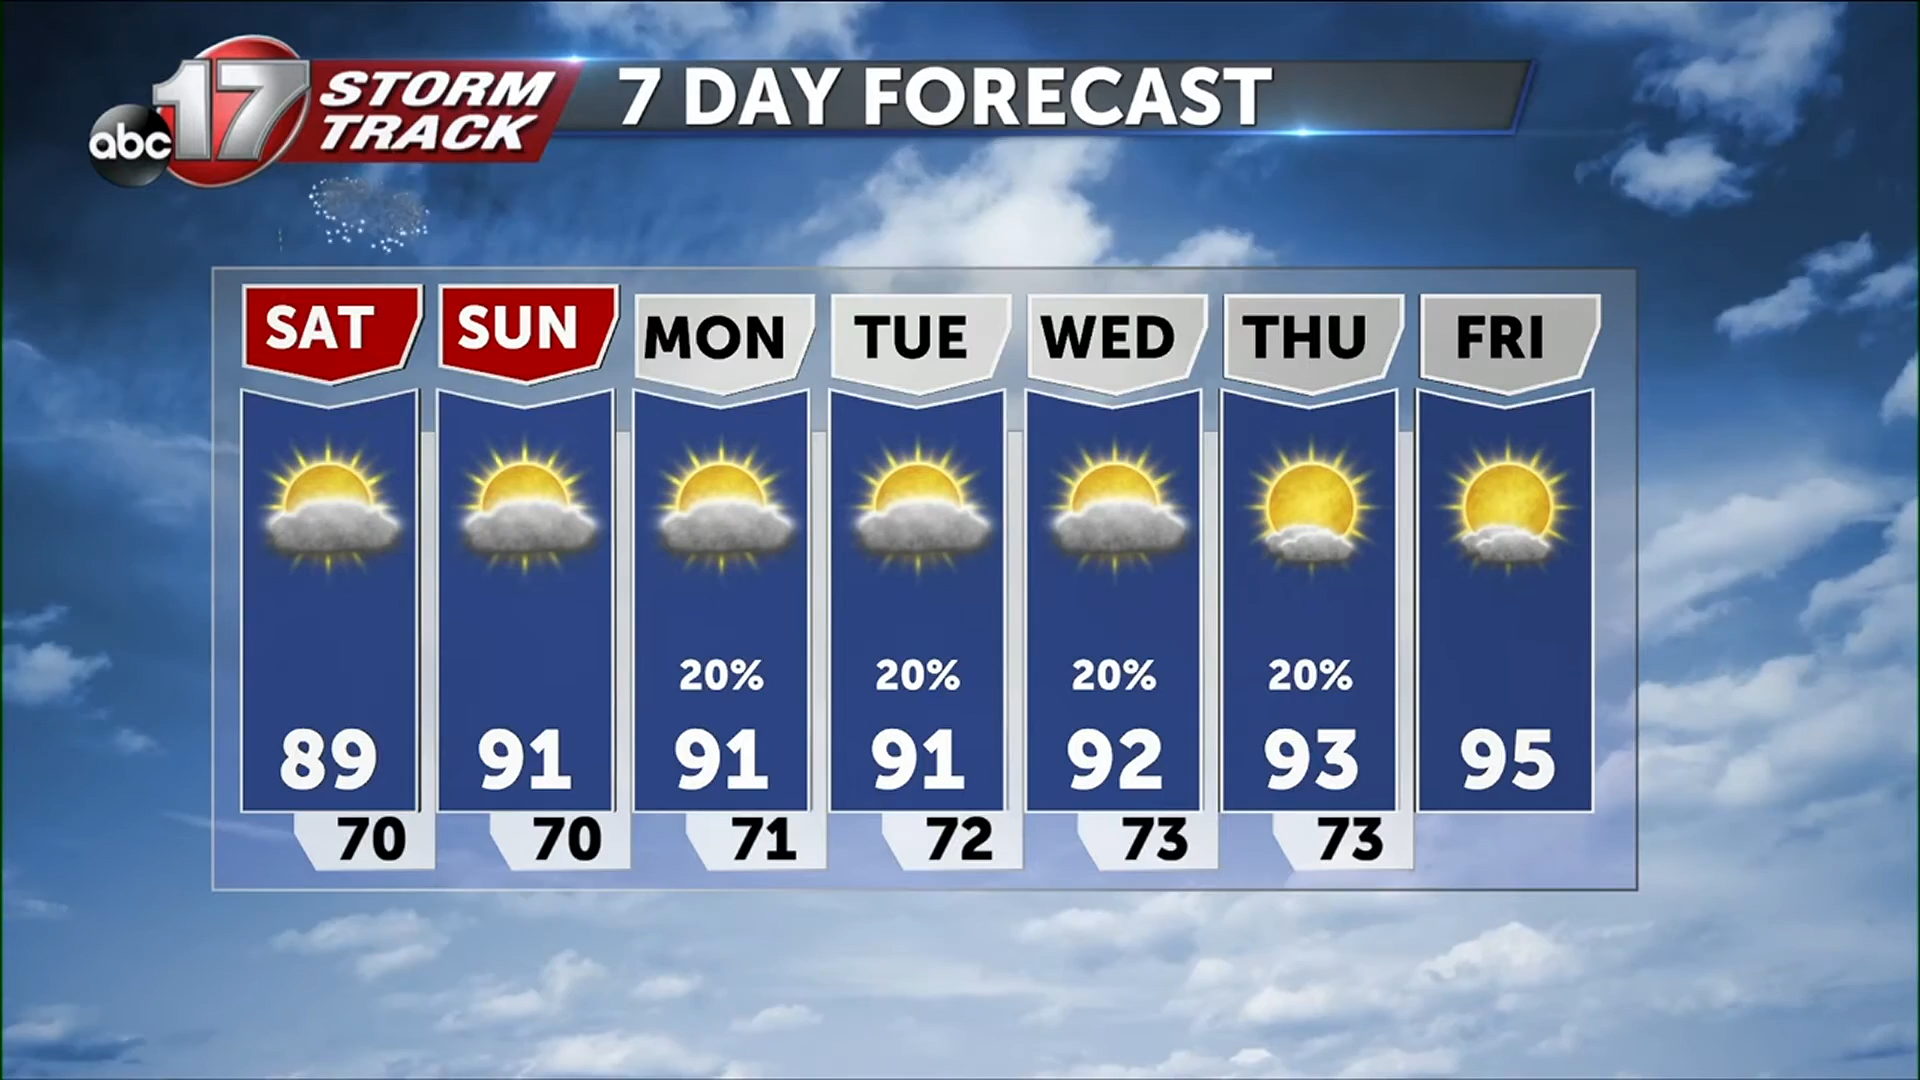 abc 17 STORM TRACK
7 DAY FORECAST
SAT SUN MON TUE WED THU FRI
20% 20% 20% 20%
89 91 91 91 92 93 95
70 70 71 72 73 73